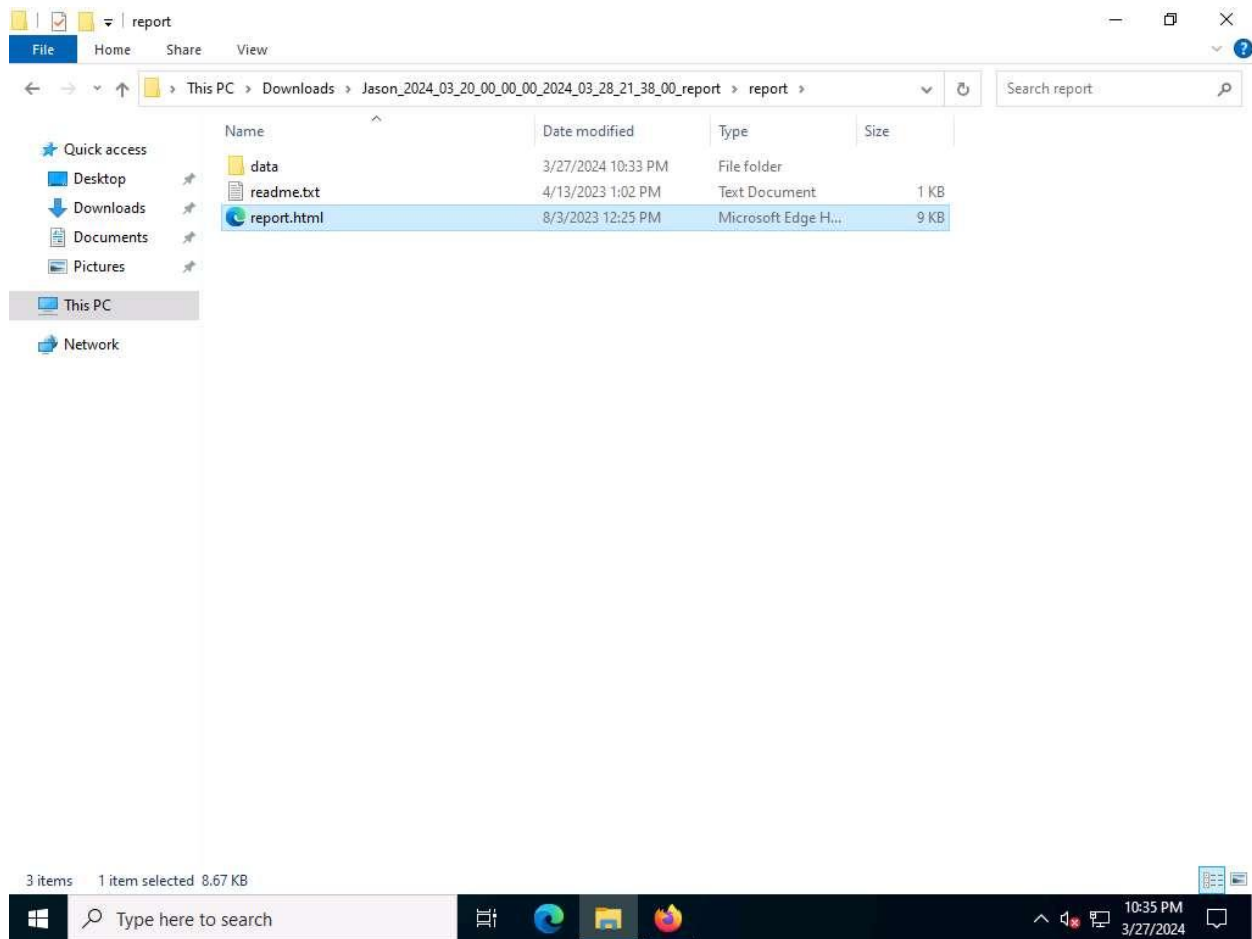 report
File Home Share View
This PC > Downloads > Jason_2024_03_20_00_00_00_2024_03_28_21_38_00_report > report >
Search report
Name Date modified Type Size
Quick access
Desktop
Downloads
Documents
Pictures
This PC
Network
data 3/27/2024 10:33 PM File folder
readme.txt 4/13/2023 1:02 PM Text Document 1 KB
report.html 8/3/2023 12:25 PM Microsoft Edge H... 9 KB
3 items 1 item selected 8.67 KB
Type here to search
10:35 PM
3/27/2024